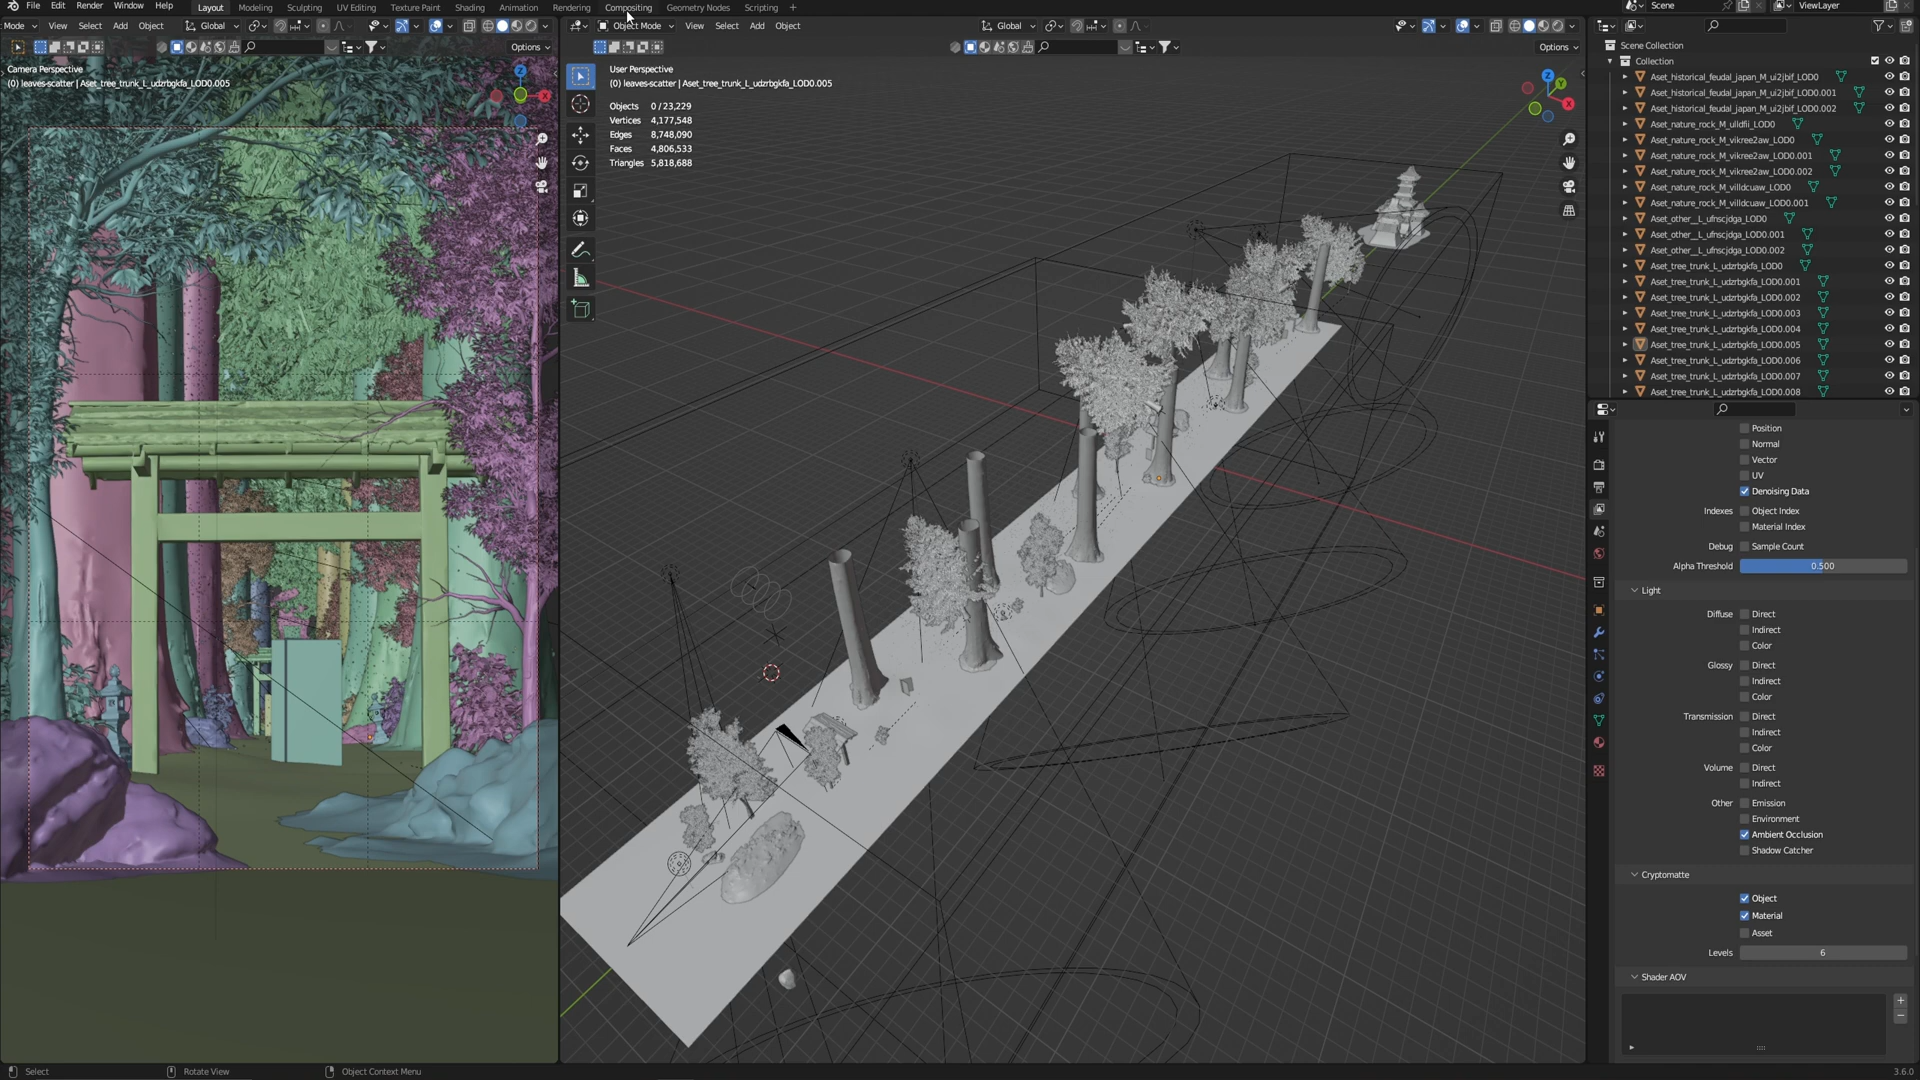 File Edit Render Window Help Layout Modeling Sculpting UV Editing Texture Paint Shading Animation Rendering Compositing Geometry Nodes Scripting + Scene ViewLayer
Mode View Select Add Object Global
Object Mode View Select Add Object Global
Options
Options
Camera Perspective
(0) leaves-scatter | Aset_tree_trunk_L_udzrbgkfa_LOD0.005
User Perspective
(0) leaves-scatter | Aset_tree_trunk_L_udzrbgkfa_LOD0.005
Objects 0 / 23,229
Vertices 4,177,548
Edges 8,748,090
Faces 4,806,533
Triangles 5,818,688
Z
X
Z
Y
X
Scene Collection
Collection
Aset_historical_feudal_japan_M_ui2jbif_LOD0
Aset_historical_feudal_japan_M_ui2jbif_LOD0.001
Aset_historical_feudal_japan_M_ui2jbif_LOD0.002
Aset_nature_rock_M_ulldfii_LOD0
Aset_nature_rock_M_vikree2aw_LOD0
Aset_nature_rock_M_vikree2aw_LOD0.001
Aset_nature_rock_M_vikree2aw_LOD0.002
Aset_nature_rock_M_villdcuaw_LOD0
Aset_nature_rock_M_villdcuaw_LOD0.001
Aset_other__L_ufnscjdga_LOD0
Aset_other__L_ufnscjdga_LOD0.001
Aset_other__L_ufnscjdga_LOD0.002
Aset_tree_trunk_L_udzrbgkfa_LOD0
Aset_tree_trunk_L_udzrbgkfa_LOD0.001
Aset_tree_trunk_L_udzrbgkfa_LOD0.002
Aset_tree_trunk_L_udzrbgkfa_LOD0.003
Aset_tree_trunk_L_udzrbgkfa_LOD0.004
Aset_tree_trunk_L_udzrbgkfa_LOD0.005
Aset_tree_trunk_L_udzrbgkfa_LOD0.006
Aset_tree_trunk_L_udzrbgkfa_LOD0.007
Aset_tree_trunk_L_udzrbgkfa_LOD0.008
Position
Normal
Vector
UV
Denoising Data
Indexes Object Index
Material Index
Debug Sample Count
Alpha Threshold 0.500
Light
Diffuse Direct
Indirect
Color
Glossy Direct
Indirect
Color
Transmission Direct
Indirect
Color
Volume Direct
Indirect
Other Emission
Environment
Ambient Occlusion
Shadow Catcher
Cryptomatte
Object
Material
Asset
Levels 6
Shader AOV
Select Rotate View Object Context Menu 3.6.0